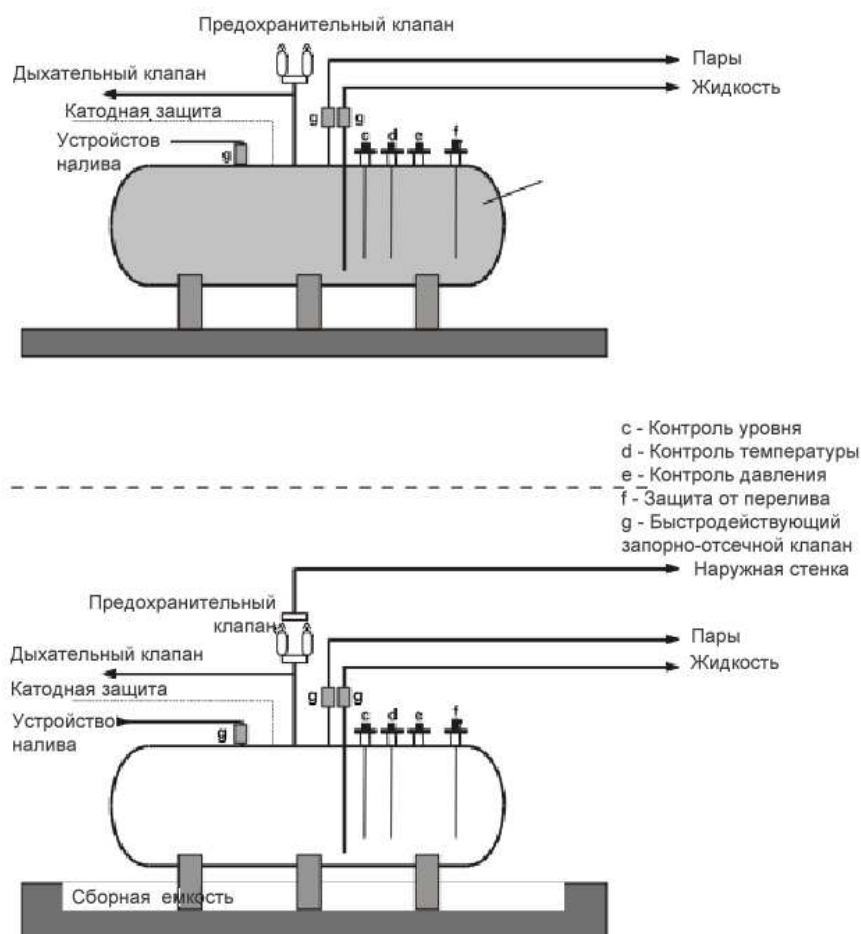 Предохранительный клапан
Дыхательный клапан
Пары
Жидкость
Катодная защита
g g
Устройстов
налива
g
c d e f
c - Контроль уровня
d - Контроль температуры
e - Контроль давления
f - Защита от перелива
g - Быстродействующий
запорно-отсечной клапан
Наружная стенка
Предохранительный
клапан
Пары
Дыхательный клапан
Жидкость
Катодная защита
g g
Устройство
налива
g
c d e f
Сборная емкость